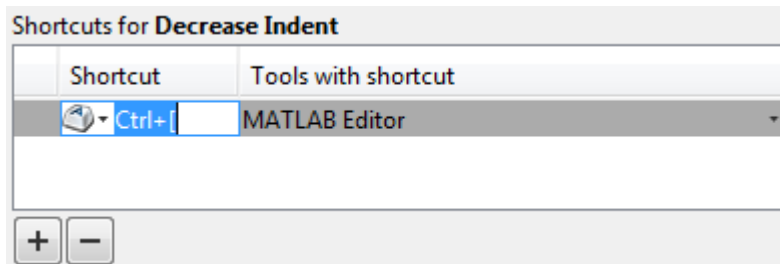 Shortcuts for Decrease Indent
Shortcut Tools with shortcut
Ctrl+[ MATLAB Editor
+ −